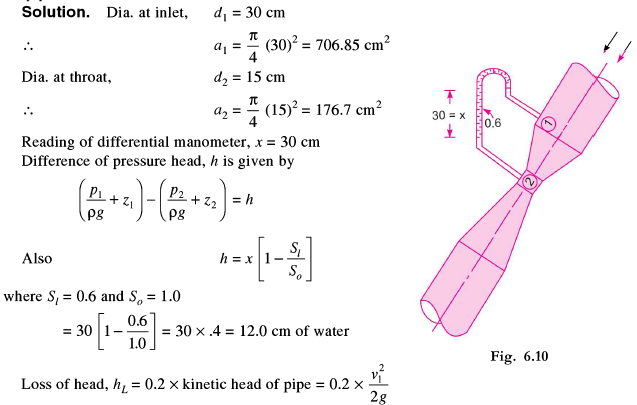 Solution. Dia. at inlet, d₁ = 30 cm
∴ a₁ = π/4 (30)² = 706.85 cm²
Dia. at throat, d₂ = 15 cm
∴ a₂ = π/4 (15)² = 176.7 cm²
Reading of differential manometer, x = 30 cm
Difference of pressure head, h is given by
(p₁/ρg + z₁) − (p₂/ρg + z₂) = h
Also h = x [1 − Sₗ/Sₒ]
where Sₗ = 0.6 and Sₒ = 1.0
= 30 [1 − 0.6/1.0] = 30 × .4 = 12.0 cm of water
Loss of head, h_L = 0.2 × kinetic head of pipe = 0.2 × v₁²/2g
30 = x
0.6
1
2
Fig. 6.10